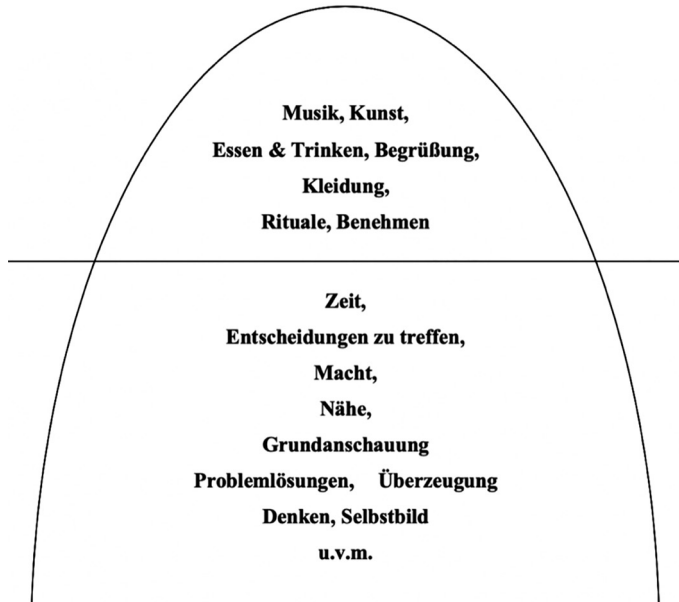 Musik, Kunst,
Essen & Trinken, Begrüßung,
Kleidung,
Rituale, Benehmen
Zeit,
Entscheidungen zu treffen,
Macht,
Nähe,
Grundanschauung
Problemlösungen, Überzeugung
Denken, Selbstbild
u.v.m.